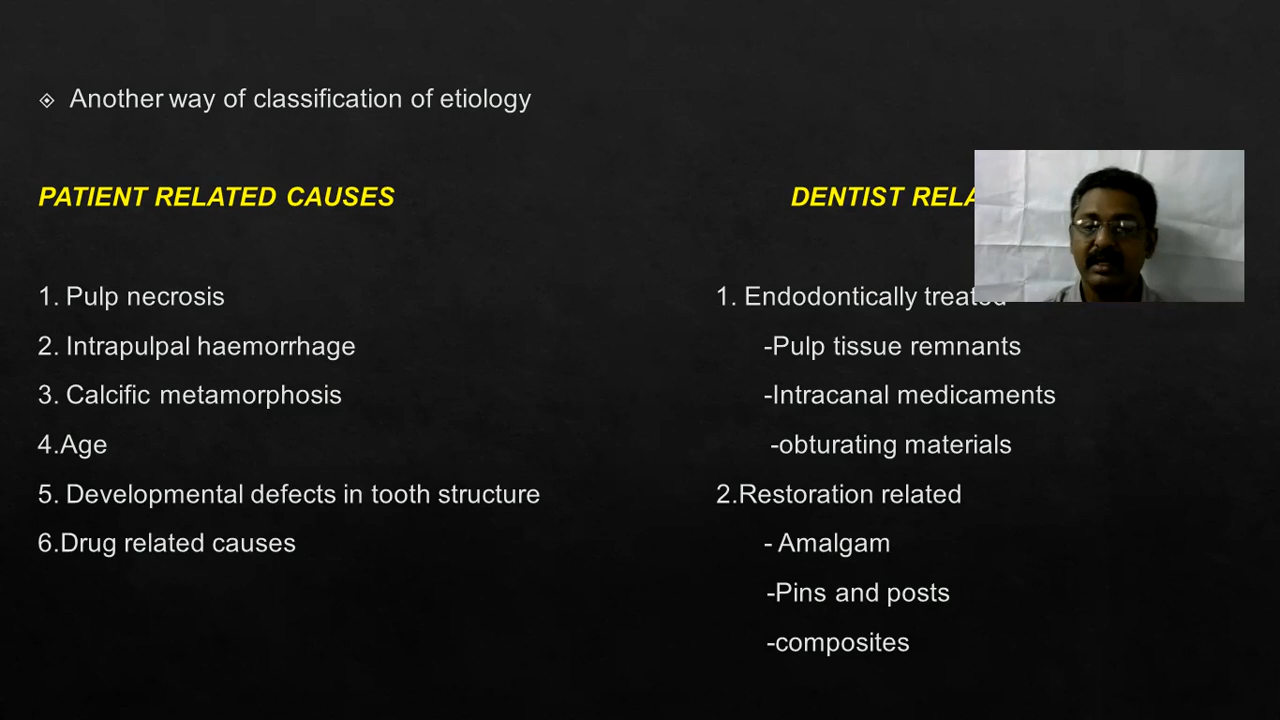 Another way of classification of etiology
PATIENT RELATED CAUSES
1. Pulp necrosis
2. Intrapulpal haemorrhage
3. Calcific metamorphosis
4.Age
5. Developmental defects in tooth structure
6.Drug related causes
DENTIST
1. Endodontically treated
-Pulp tissue remnants
-Intracanal medicaments
-obturating materials
2.Restoration related
- Amalgam
-Pins and posts
-composites